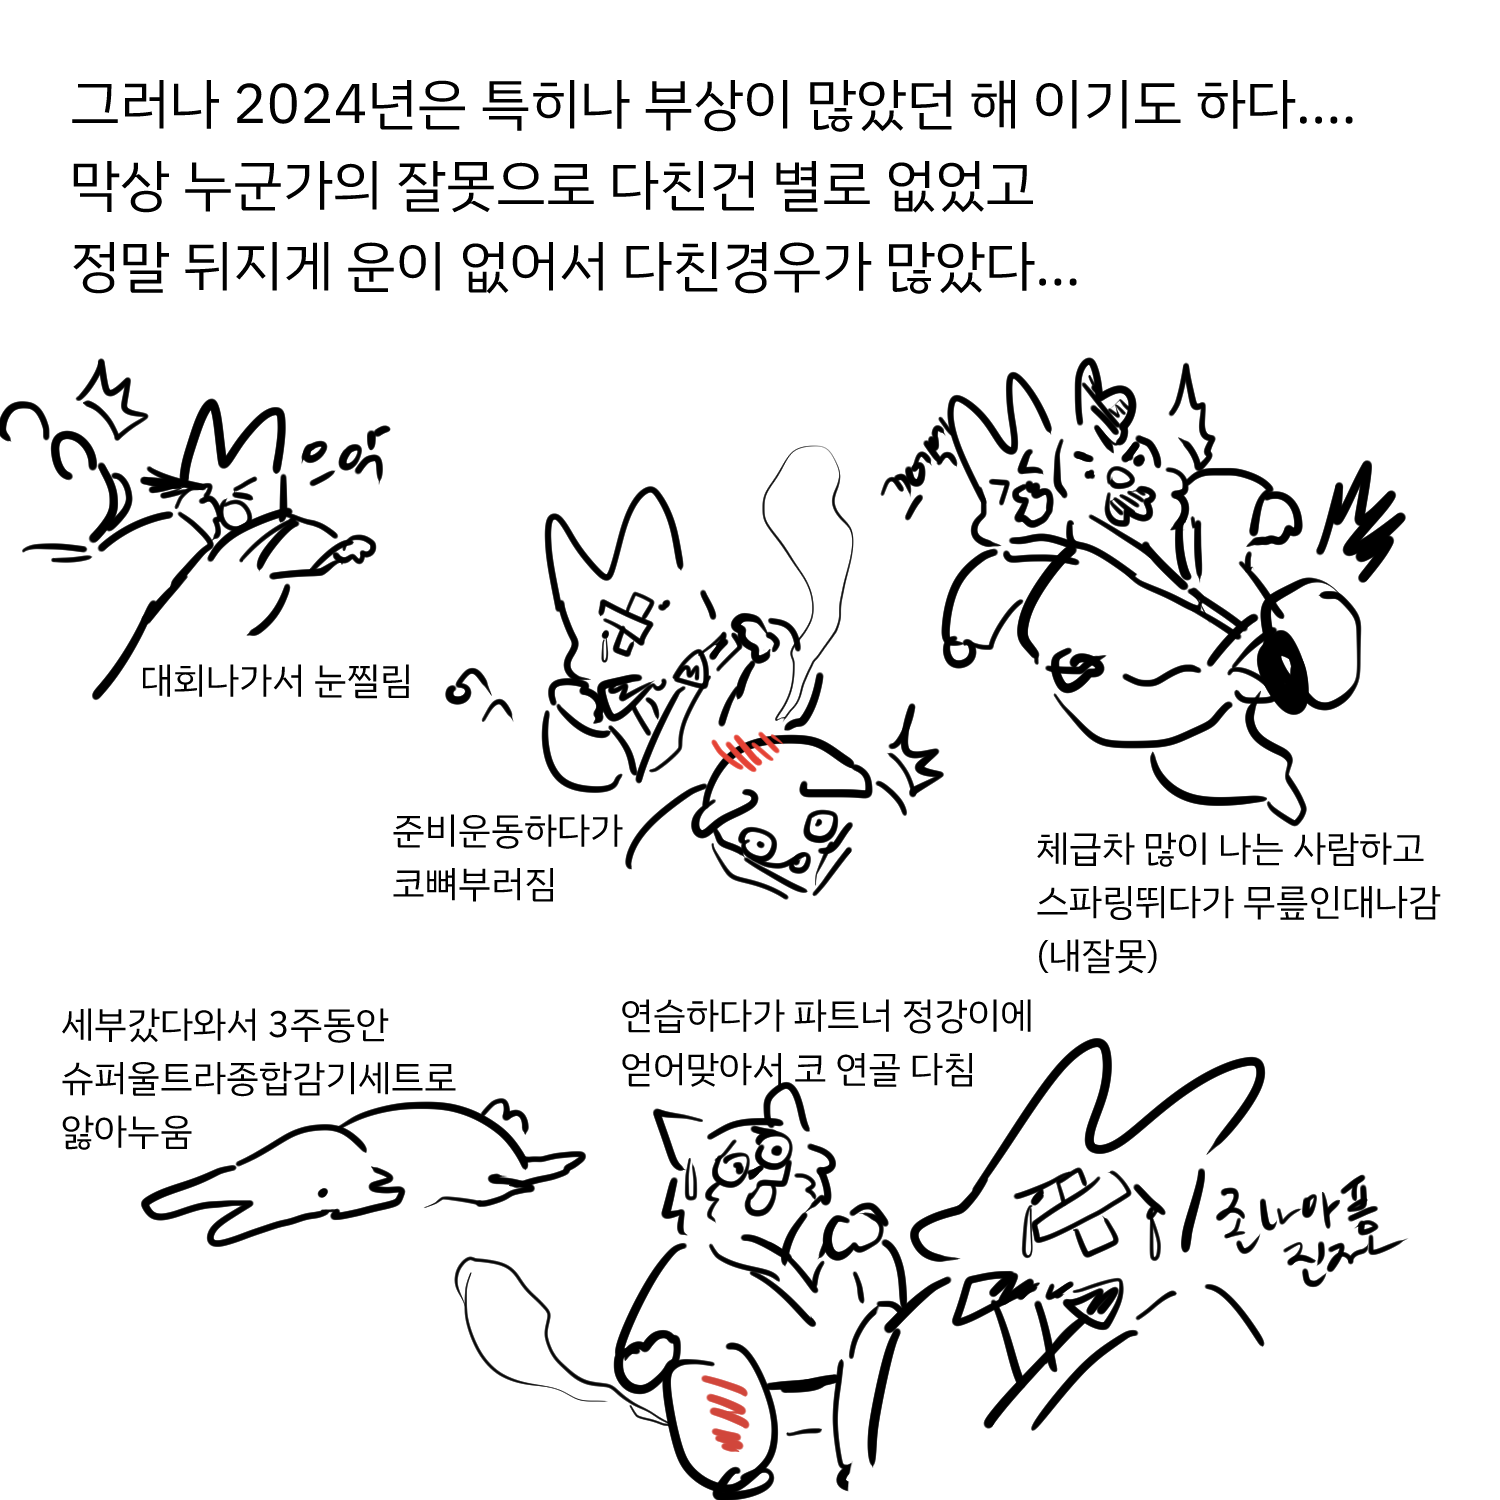 그러나 2024년은 특히나 부상이 많았던 해 이기도 하다....
막상 누군가의 잘못으로 다친건 별로 없었고
정말 뒤지게 운이 없어서 다친경우가 많았다...
대회나가서 눈찔림
준비운동하다가
코뼈부러짐
체급차 많이 나는 사람하고
스파링뛰다가 무릎인대나감
(내잘못)
세부갔다와서 3주동안
슈퍼울트라종합감기세트로
앓아누움
연습하다가 파트너 정강이에
얻어맞아서 코 연골 다침
존나아픔
진자로